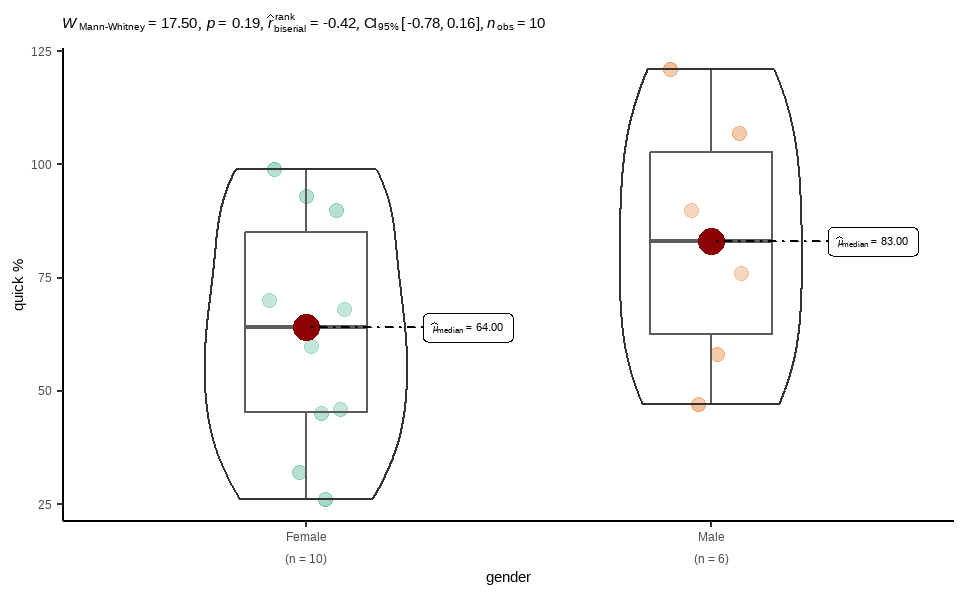 W Mann-Whitney = 17.50, p = 0.19, r̂ rank biserial = -0.42, CI95% [-0.78, 0.16], n obs = 10
125
100
75
50
25
quick %
μ̂median = 83.00
μ̂median = 64.00
Female
(n = 10)
Male
(n = 6)
gender